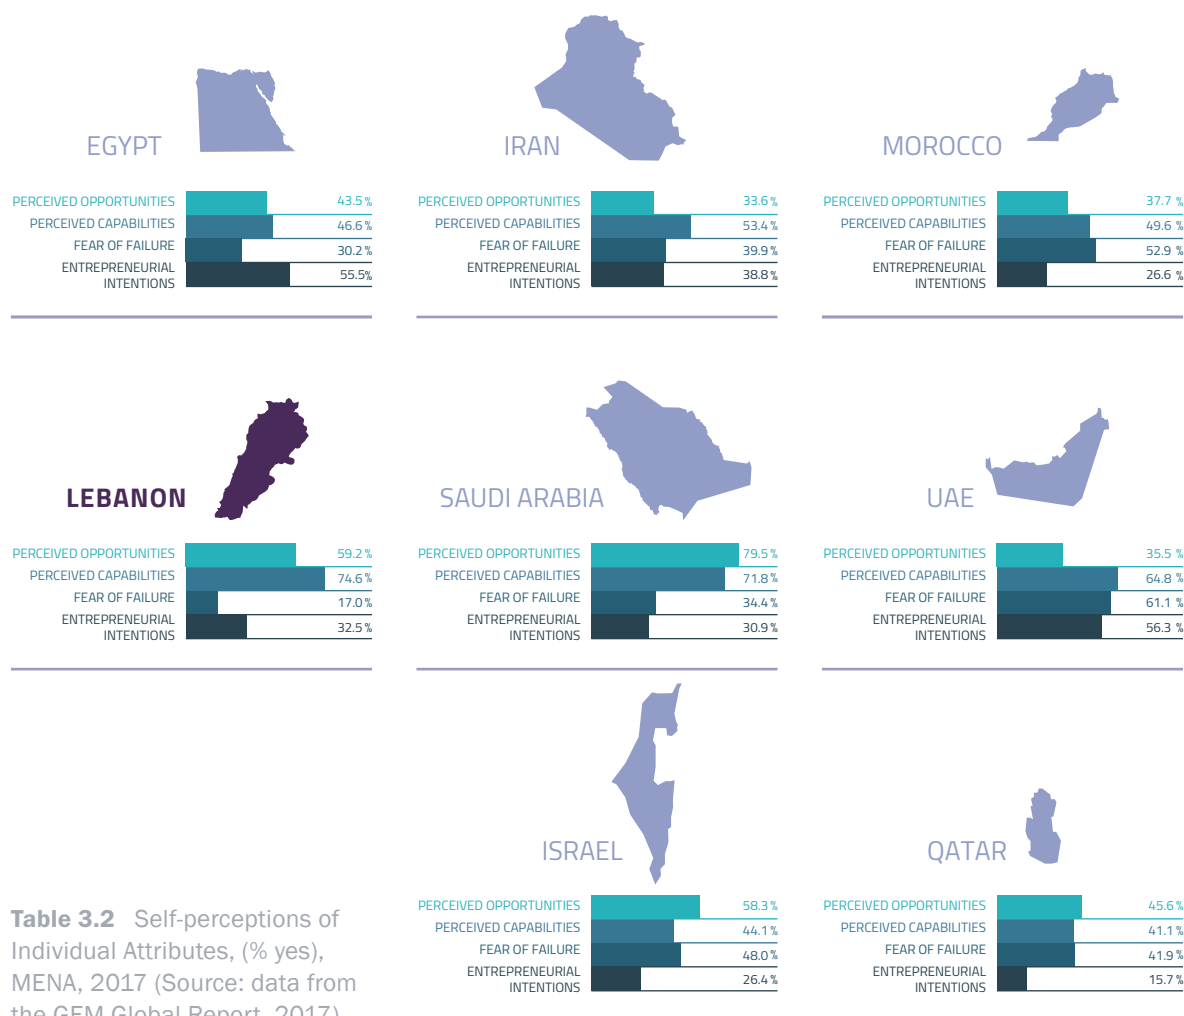 EGYPT
PERCEIVED OPPORTUNITIES 43.5 %
PERCEIVED CAPABILITIES 46.6 %
FEAR OF FAILURE 30.2 %
ENTREPRENEURIAL
INTENTIONS 55.5%
IRAN
PERCEIVED OPPORTUNITIES 33.6 %
PERCEIVED CAPABILITIES 53.4 %
FEAR OF FAILURE 39.9 %
ENTREPRENEURIAL
INTENTIONS 38.8 %
MOROCCO
PERCEIVED OPPORTUNITIES 37.7 %
PERCEIVED CAPABILITIES 49.6 %
FEAR OF FAILURE 52.9 %
ENTREPRENEURIAL
INTENTIONS 26.6 %
LEBANON
PERCEIVED OPPORTUNITIES 59.2 %
PERCEIVED CAPABILITIES 74.6 %
FEAR OF FAILURE 17.0 %
ENTREPRENEURIAL
INTENTIONS 32.5 %
SAUDI ARABIA
PERCEIVED OPPORTUNITIES 79.5 %
PERCEIVED CAPABILITIES 71.8 %
FEAR OF FAILURE 34.4 %
ENTREPRENEURIAL
INTENTIONS 30.9 %
UAE
PERCEIVED OPPORTUNITIES 35.5 %
PERCEIVED CAPABILITIES 64.8 %
FEAR OF FAILURE 61.1 %
ENTREPRENEURIAL
INTENTIONS 56.3 %
ISRAEL
PERCEIVED OPPORTUNITIES 58.3 %
PERCEIVED CAPABILITIES 44.1 %
FEAR OF FAILURE 48.0 %
ENTREPRENEURIAL
INTENTIONS 26.4 %
QATAR
PERCEIVED OPPORTUNITIES 45.6 %
PERCEIVED CAPABILITIES 41.1 %
FEAR OF FAILURE 41.9 %
ENTREPRENEURIAL
INTENTIONS 15.7 %
Table 3.2 Self-perceptions of
Individual Attributes, (% yes),
MENA, 2017 (Source: data from
the GEM Global Report, 2017)